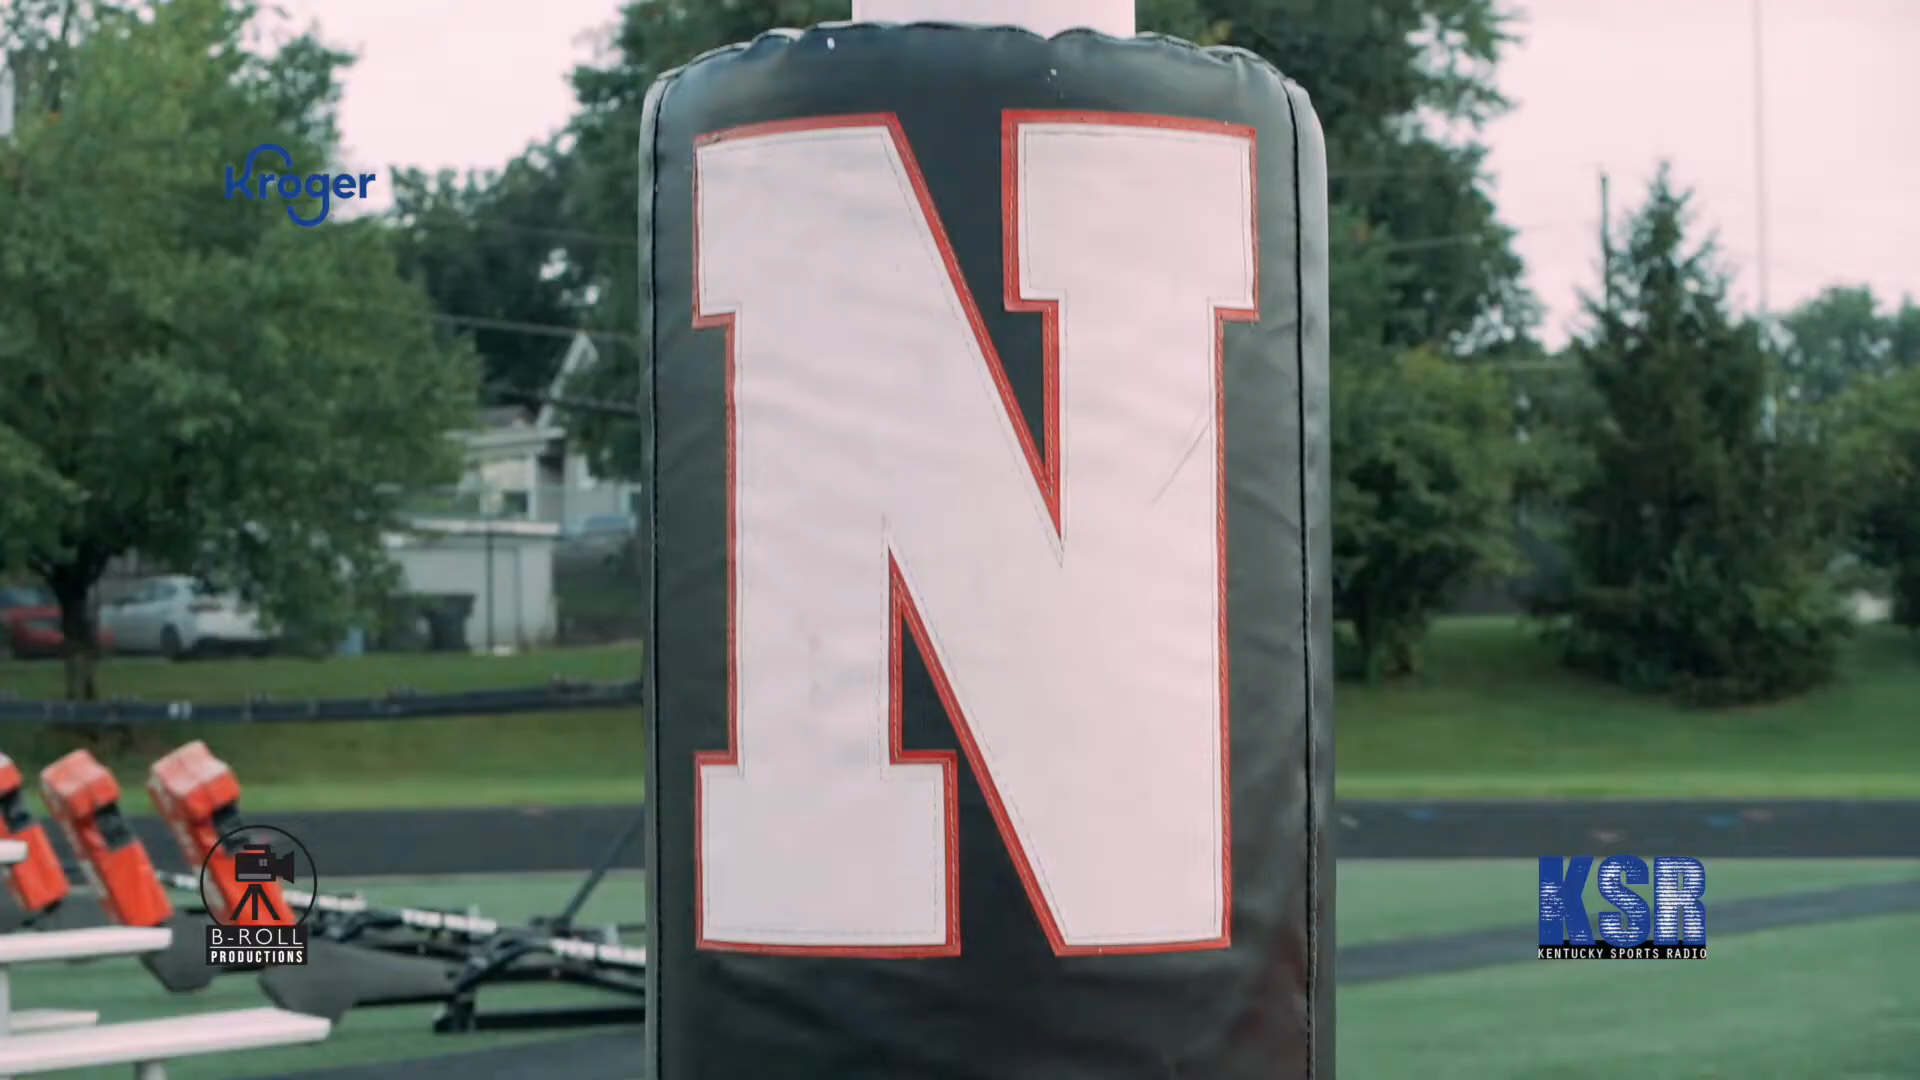 Kroger
N
B-ROLL
PRODUCTIONS
KSR
KENTUCKY SPORTS RADIO